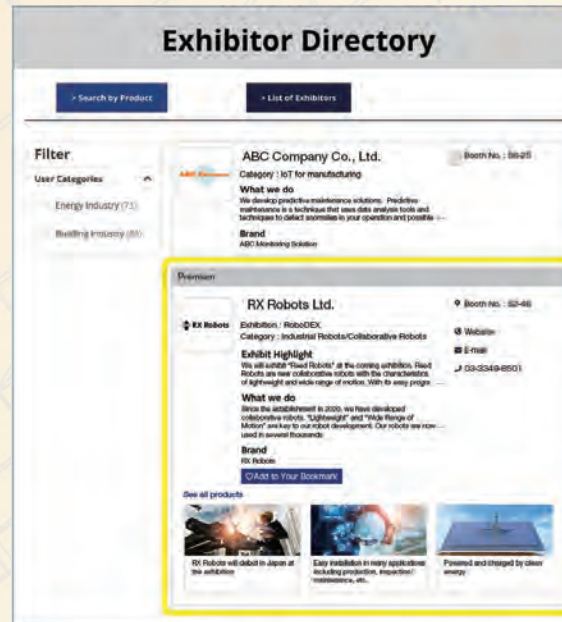 Exhibitor Directory
> Search by Product
> List of Exhibitors
Filter
User Categories
Energy Industry (73)
Building Industry
ABC Company Co., Ltd.
Category : IoT for manufacturing
What we do
We develop predictive maintenance solutions. Predictive
maintenance is a technique that uses data analysis tools and
techniques to detect anomalies in your operation and possible
Brand
ABC Monitoring Solution
Booth No. :
Premium
RX Robots
RX Robots Ltd.
Exhibition : RoboDEX
Category : Industrial Robots/Collaborative Robots
Exhibit Highlight
We will exhibit "Reed Robots" at the coming exhibition. Reed
Robots are new collaborative robots with the characteristics
of lightweight and wide range of motion. With its easy progra ...
What we do
Since the establishment in 2020, we have developed
collaborative robots. "Lightweight" and "Wide Range of
Motion" are key to our robot development. Our robots are now
used in several thousands
Brand
RX Robots
Add to Your Bookmark
Booth No. : S2-46
Website
E-mail
03-3349-8501
See all products
RX Robots will debut in Japan at
the exhibition
Easy installation in many applications
including production, inspection/
maintenance, etc.
Powered and charged by clean
energy